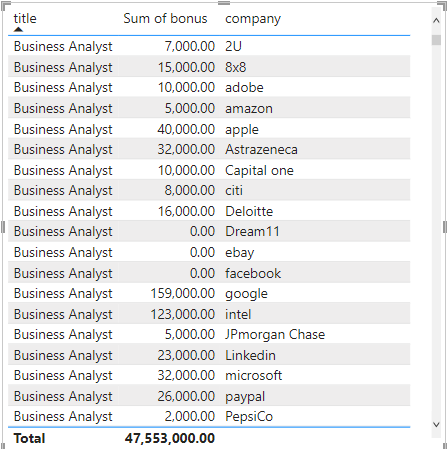 title Sum of bonus company
Business Analyst 7,000.00 2U
Business Analyst 15,000.00 8x8
Business Analyst 10,000.00 adobe
Business Analyst 5,000.00 amazon
Business Analyst 40,000.00 apple
Business Analyst 32,000.00 Astrazeneca
Business Analyst 10,000.00 Capital one
Business Analyst 8,000.00 citi
Business Analyst 16,000.00 Deloitte
Business Analyst 0.00 Dream11
Business Analyst 0.00 ebay
Business Analyst 0.00 facebook
Business Analyst 159,000.00 google
Business Analyst 123,000.00 intel
Business Analyst 5,000.00 JPmorgan Chase
Business Analyst 23,000.00 Linkedin
Business Analyst 32,000.00 microsoft
Business Analyst 26,000.00 paypal
Business Analyst 2,000.00 PepsiCo
Total 47,553,000.00